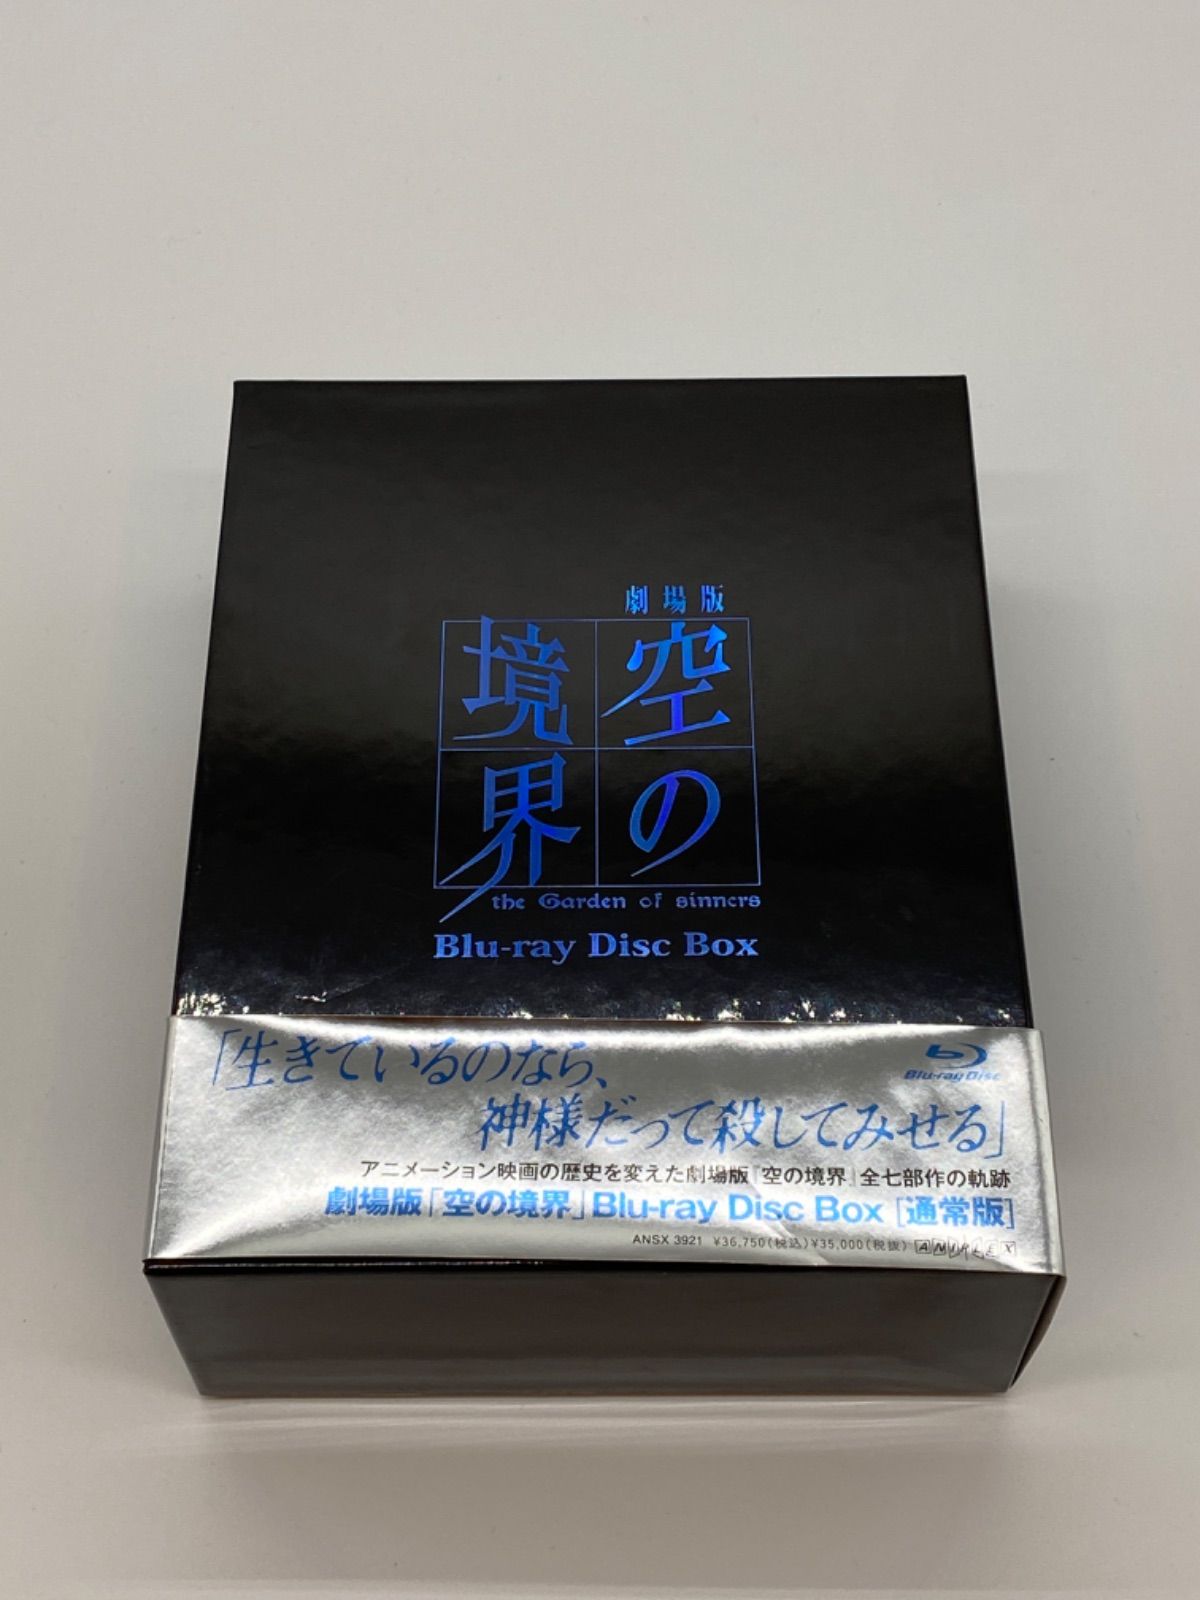 劇場版
空の
境界
the Garden of sinners
Blu-ray Disc Box
「生きているのなら、
Blu-ray Disc
神様だって殺してみせる」
アニメーション映画の歴史を変えた劇場版『空の境界』全七部作の軌跡
劇場版「空の境界」Blu-ray Disc Box [通常版]
ANSX 3921 ¥36,750(税込)¥35,000(税抜) ANIPLEX